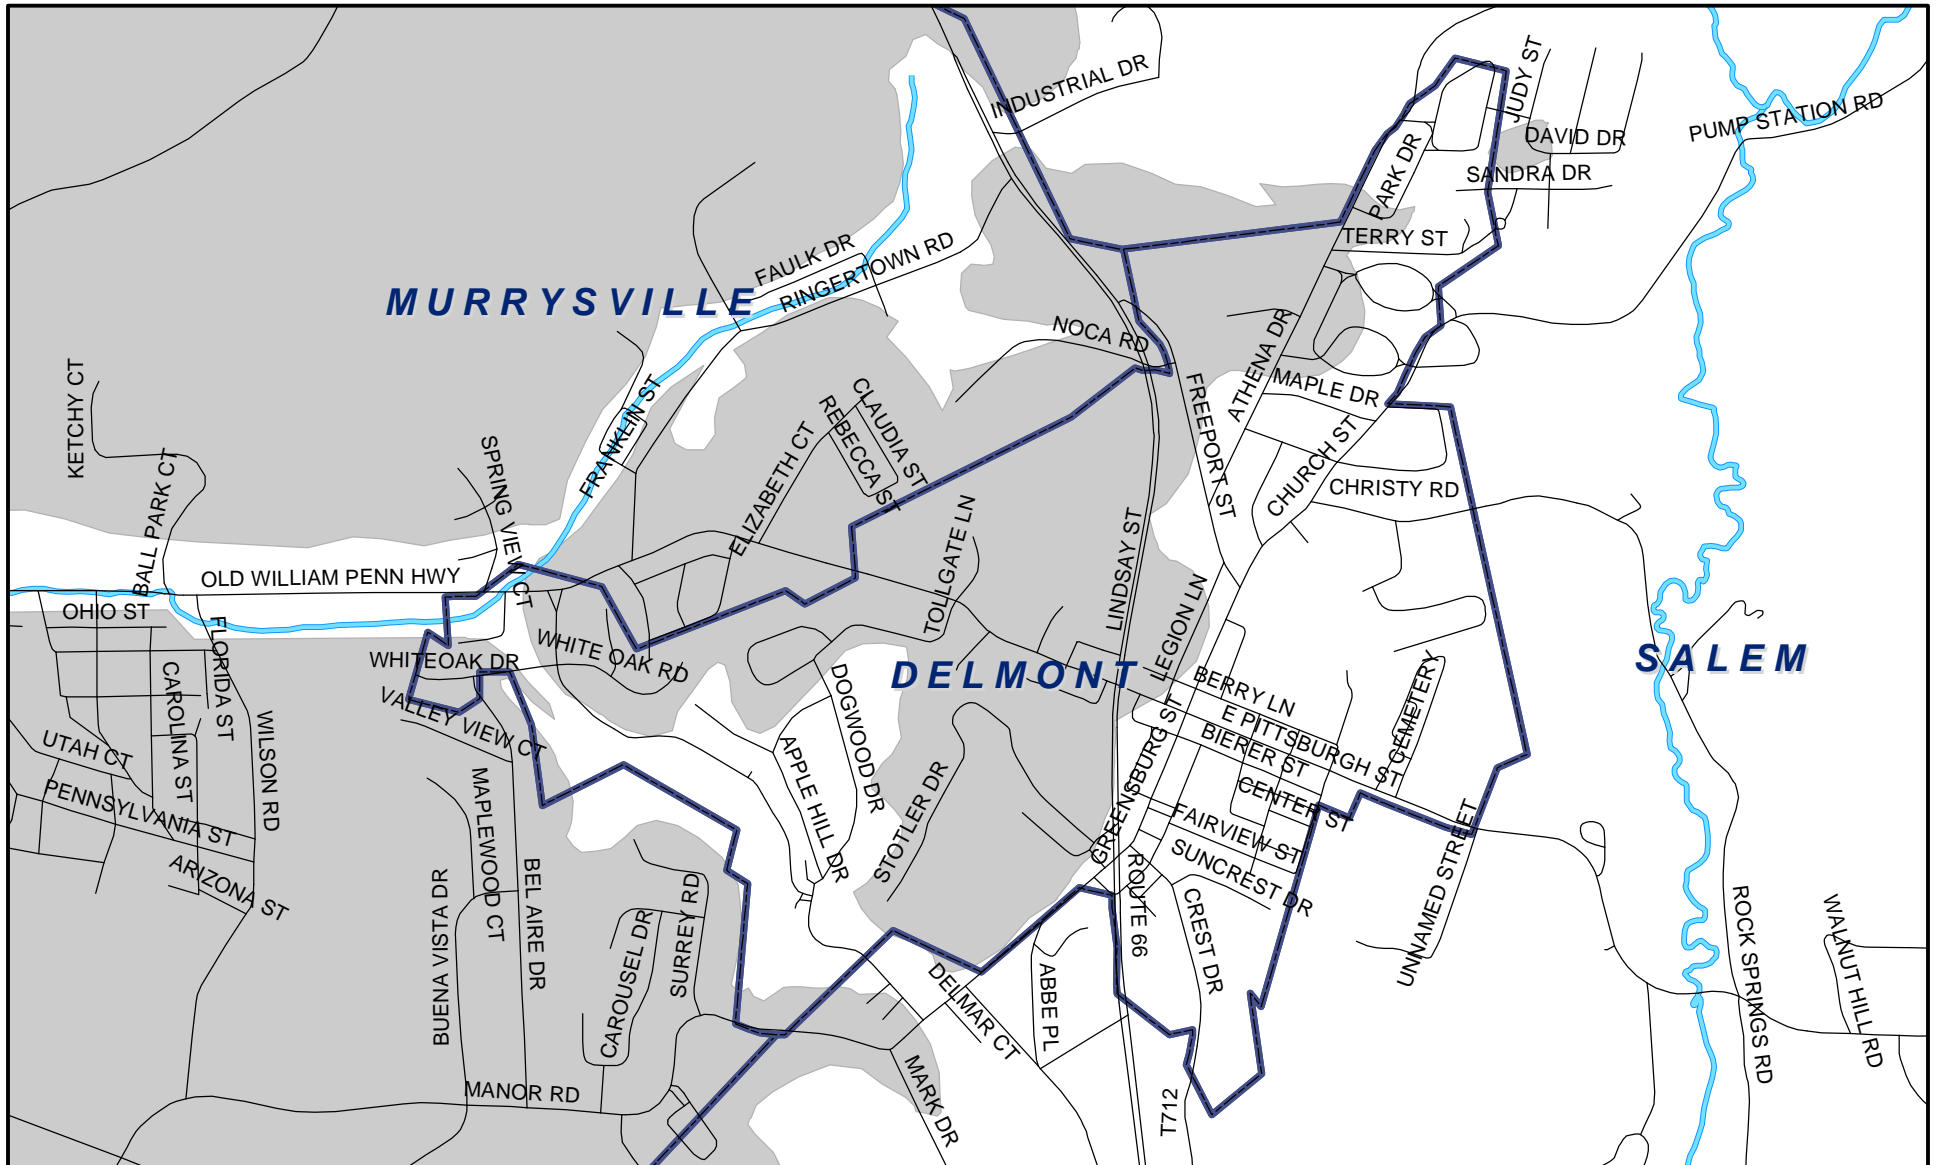 INDUSTRIAL DR
JUDY ST
PUMP STATION RD
DAVID DR
SANDRA DR
PARK DR
TERRY ST
FAULK DR
RINGERTOWN RD
MURRYSVILLE
NOCA RD
ATHENA DR
MAPLE DR
FREEPORT ST
KETCHY CT
FRANKLIN ST
CLAUDIA ST
REBECCA ST
ELIZABETH CT
SPRING VIEW CT
BALL PARK CT
CHURCH ST
CHRISTY RD
TOLLGATE LN
LINDSAY ST
LEGION LN
OLD WILLIAM PENN HWY
OHIO ST
FLORIDA ST
CAROLINA ST
WHITEOAK DR
WHITE OAK RD
VALLEY VIEW CT
DELMONT
SALEM
DOGWOOD DR
BERRY LN
E PITTSBURGH ST
BIERER ST
CEMETERY
CENTER ST
GREENSBURG ST
FAIRVIEW ST
SUNCREST DR
UTAH CT
PENNSYLVANIA ST
ARIZONA ST
WILSON RD
MAPLEWOOD CT
BEL AIRE DR
BUENA VISTA DR
APPLE HILL DR
STOTLER DR
SURREY RD
CAROUSEL DR
ROUTE 66
CREST DR
UNNAMED STREET
ROCK SPRINGS RD
WALNUT HILL RD
DELMAR CT
ABBE PL
MANOR RD
MARK DR
T712